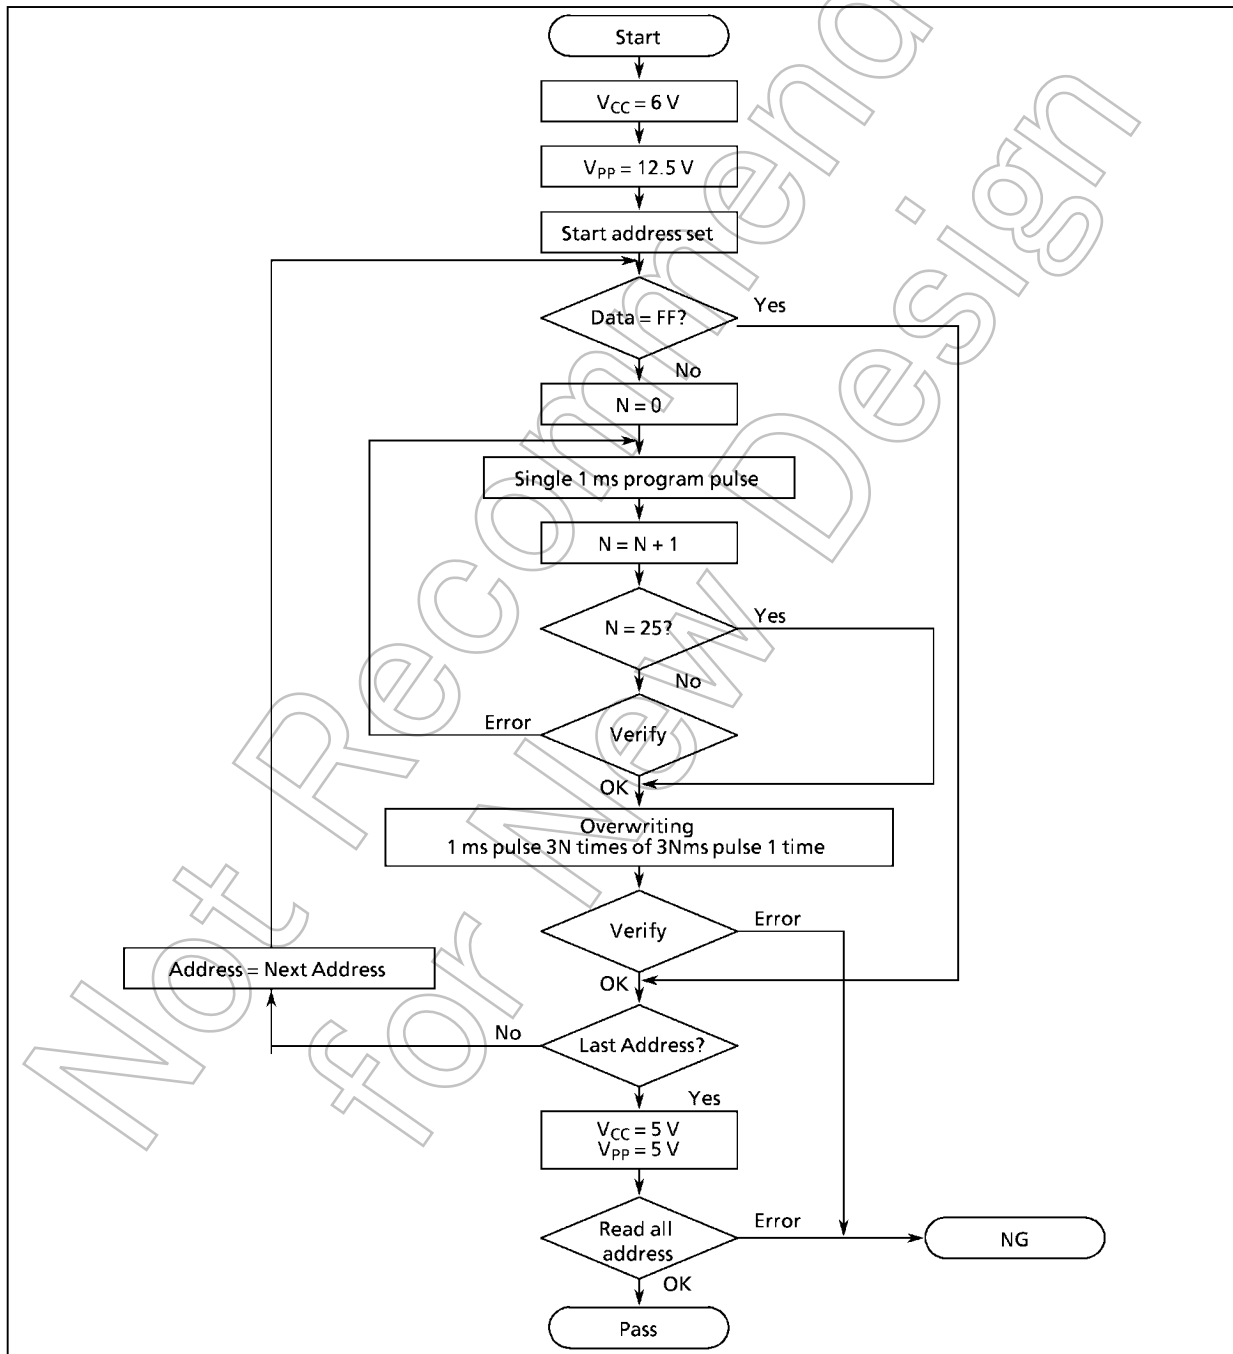 Start
VCC = 6 V
VPP = 12.5 V
Start address set
Data = FF?
Yes
No
N = 0
Single 1 ms program pulse
N = N + 1
N = 25?
Yes
No
Error
Verify
OK
Overwriting
1 ms pulse 3N times of 3Nms pulse 1 time
Verify
Error
Address = Next Address
OK
No
Last Address?
Yes
VCC = 5 V
VPP = 5 V
Read all
address
Error
NG
OK
Pass
Not Recommend
for New Design